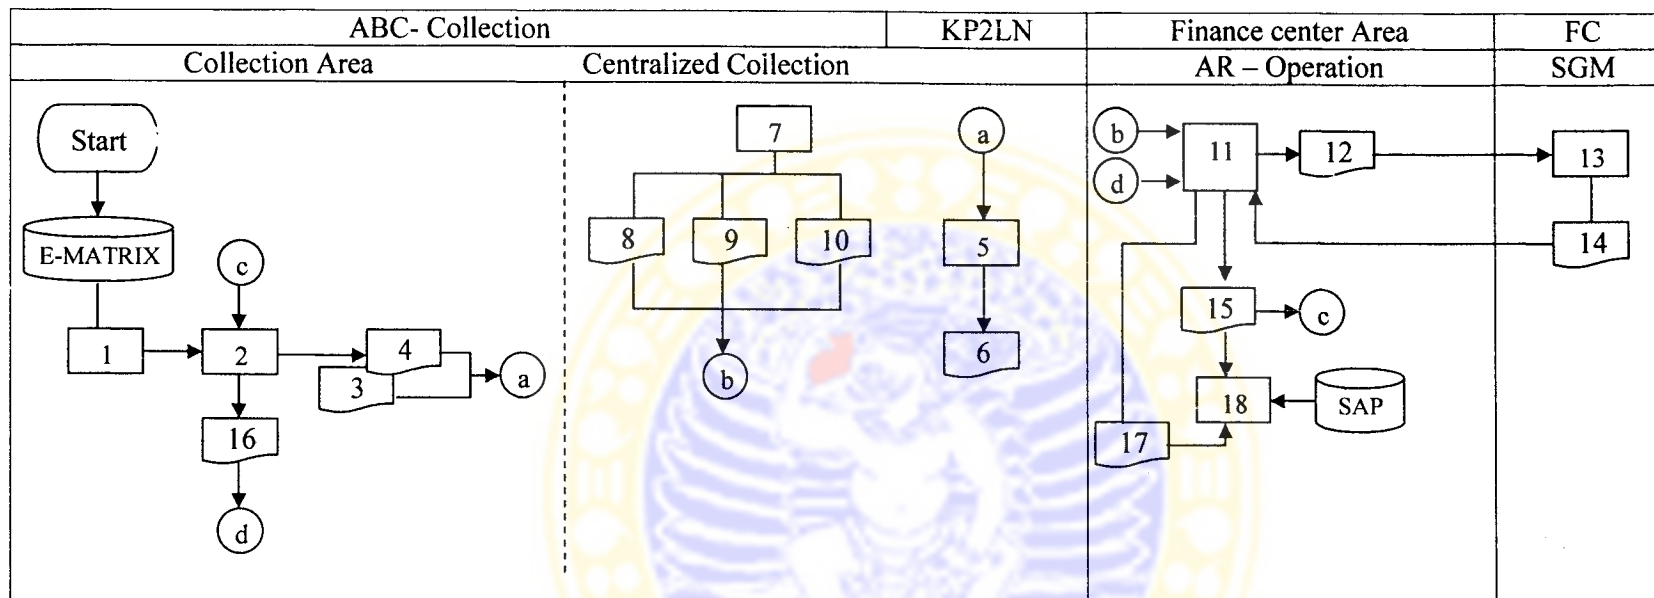 ABC- Collection KP2LN Finance center Area FC
Collection Area Centralized Coilection AR – Operation SGM
Start
E-MATRIX
c
1 2 4
3 a
16
d
7
8 9 10
b
a
5
6
b 11 12 13
d
14
15 c
18 SAP
17